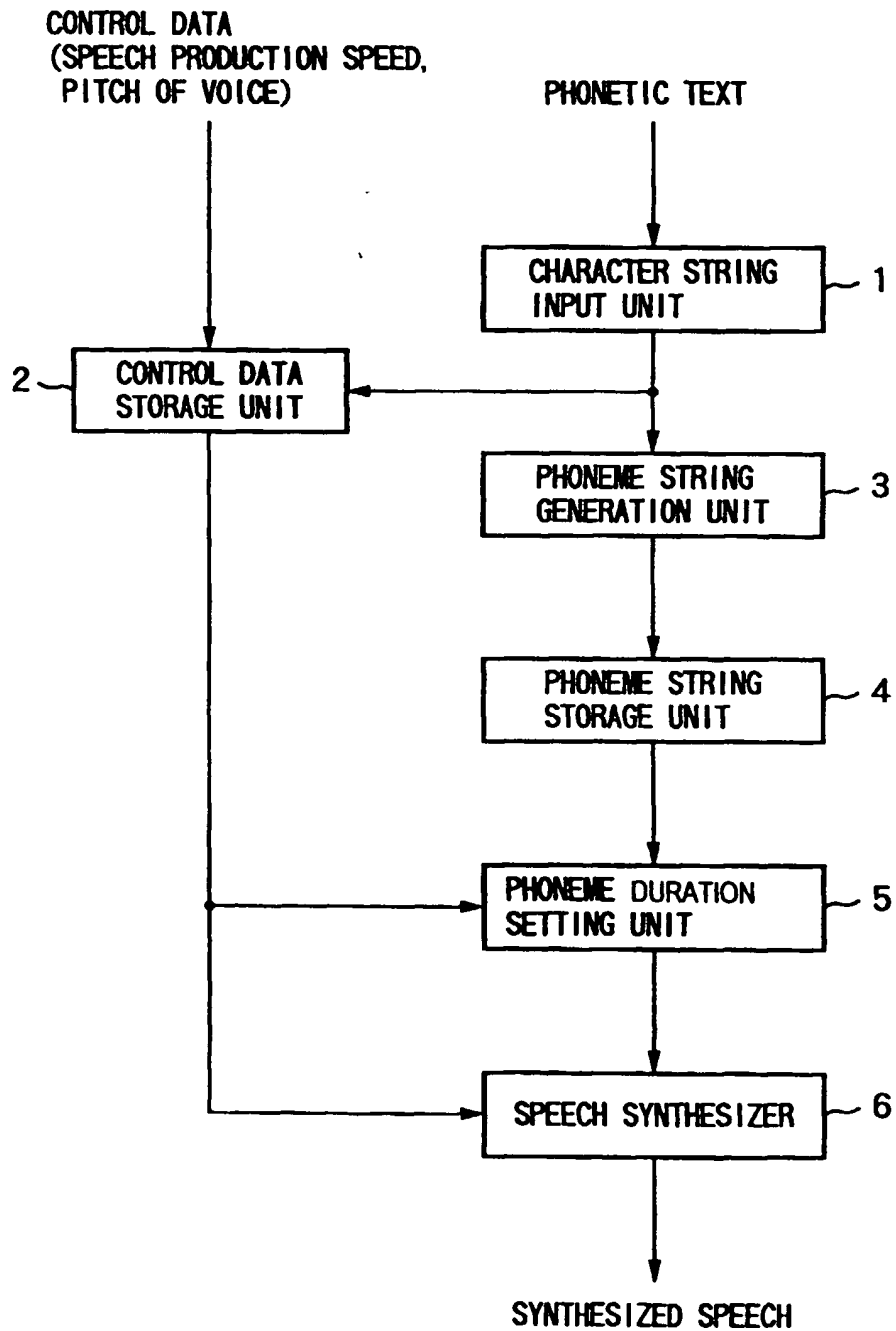 CONTROL DATA
(SPEECH PRODUCTION SPEED,
PITCH OF VOICE)
PHONETIC TEXT
CHARACTER STRING
INPUT UNIT
1
2
CONTROL DATA
STORAGE UNIT
PHONEME STRING
GENERATION UNIT
3
PHONEME STRING
STORAGE UNIT
4
PHONEME DURATION
SETTING UNIT
5
SPEECH SYNTHESIZER
6
SYNTHESIZED SPEECH